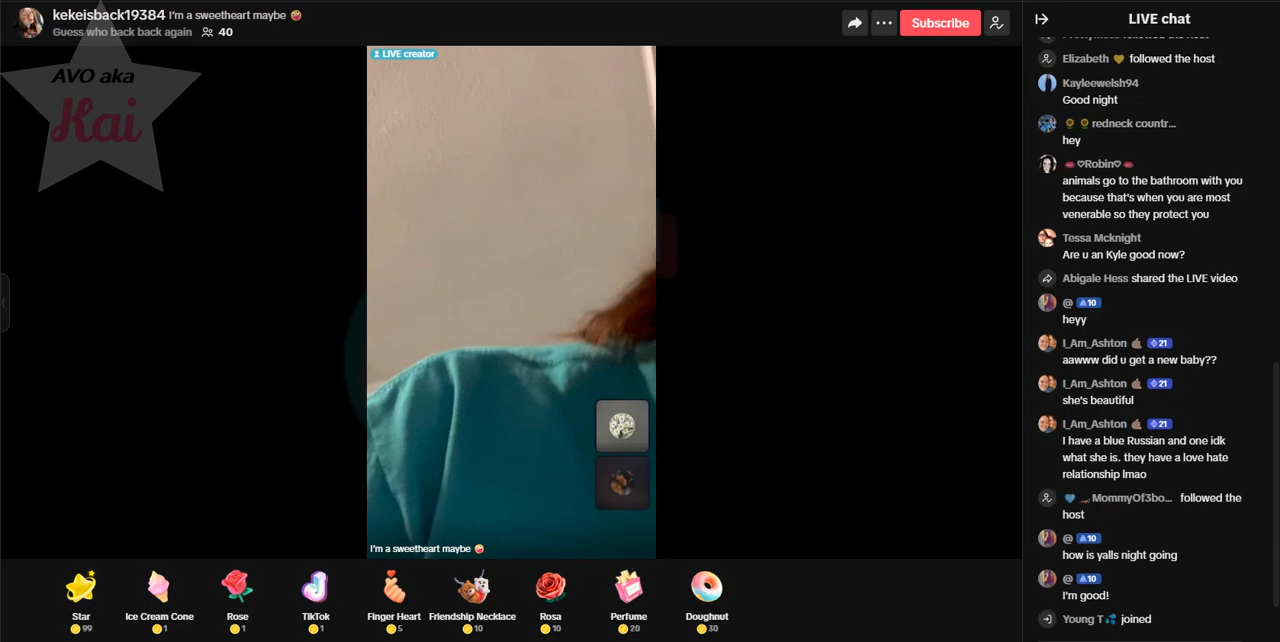 kekeisback19384 I'm a sweetheart maybe 🤪
Guess who back back again 40
Subscribe
LIVE chat
AVO aka
Kai
LIVE creator
I'm a sweetheart maybe 🤪
Star
99
Ice Cream Cone
1
Rose
1
TikTok
1
Finger Heart
5
Friendship Necklace
10
Rosa
10
Perfume
20
Doughnut
30
followed the host
Elizabeth 💛 followed the host
Kayleewelsh94
Good night
🌻 🌻 redneck countr...
hey
👄♡Robin♡👄
animals go to the bathroom with you
because that's when you are most
venerable so they protect you
Tessa Mcknight
Are u an Kyle good now?
Abigale Hess shared the LIVE video
@ 10
heyy
I_Am_Ashton 21
aawww did u get a new baby??
I_Am_Ashton 21
she's beautiful
I_Am_Ashton 21
I have a blue Russian and one idk
what she is. they have a love hate
relationship lmao
MommyOf3bo... followed the
host
@ 10
how is yalls night going
@ 10
I'm good!
Young T💦 joined